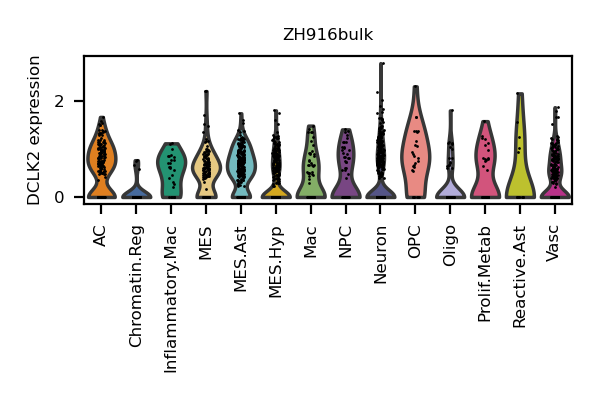 ZH916bulk
DCLK2 expression
2
0
AC
Chromatin.Reg
Inflammatory.Mac
MES
MES.Ast
MES.Hyp
Mac
NPC
Neuron
OPC
Oligo
Prolif.Metab
Reactive.Ast
Vasc